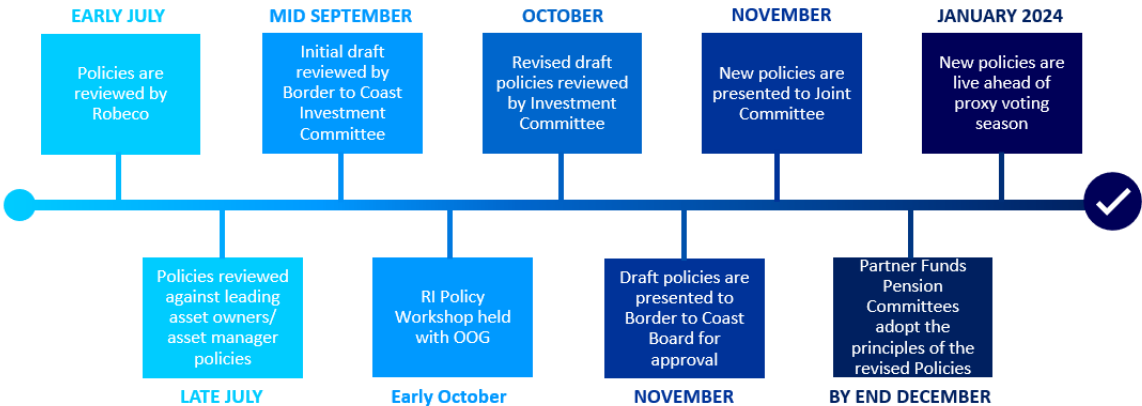 EARLY JULY
Policies are
reviewed by
Robeco
MID SEPTEMBER
Initial draft
reviewed by
Border to Coast
Investment
Committee
OCTOBER
Revised draft
policies reviewed
by Investment
Committee
NOVEMBER
New policies are
presented to Joint
Committee
JANUARY 2024
New policies are
live ahead of
proxy voting
season
Policies reviewed
against leading
asset owners/
asset manager
policies
LATE JULY
RI Policy
Workshop held
with OOG
Early October
Draft policies are
presented to
Border to Coast
Board for
approval
NOVEMBER
Partner Funds
Pension
Committees
adopt the
principles of the
revised Policies
BY END DECEMBER